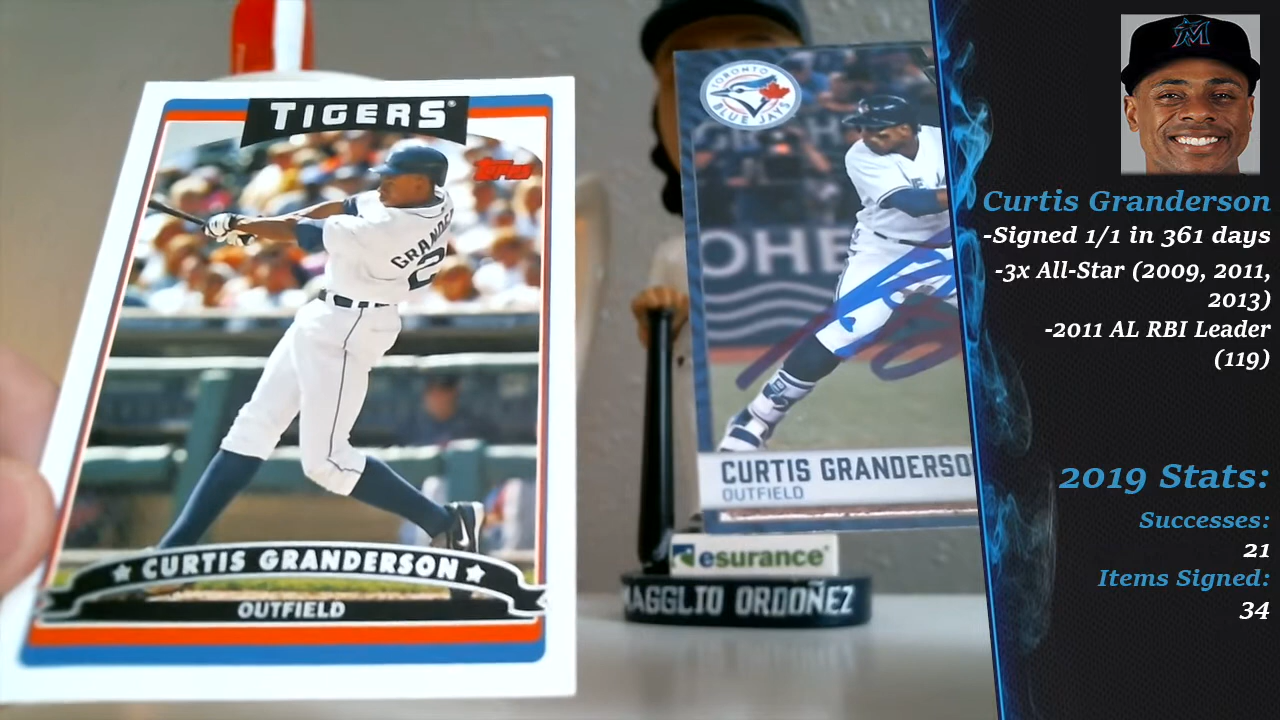 TIGERS
Topps
GRANDER
2
CURTIS GRANDERSON
OUTFIELD
TORONTO
BLUE JAYS
CURTIS GRANDERSO
OUTFIELD
esurance
MAGGLIO ORDOÑEZ
Curtis Granderson
-Signed 1/1 in 361 days
-3x All-Star (2009, 2011,
2013)
-2011 AL RBI Leader
(119)
2019 Stats:
Successes:
21
Items Signed:
34